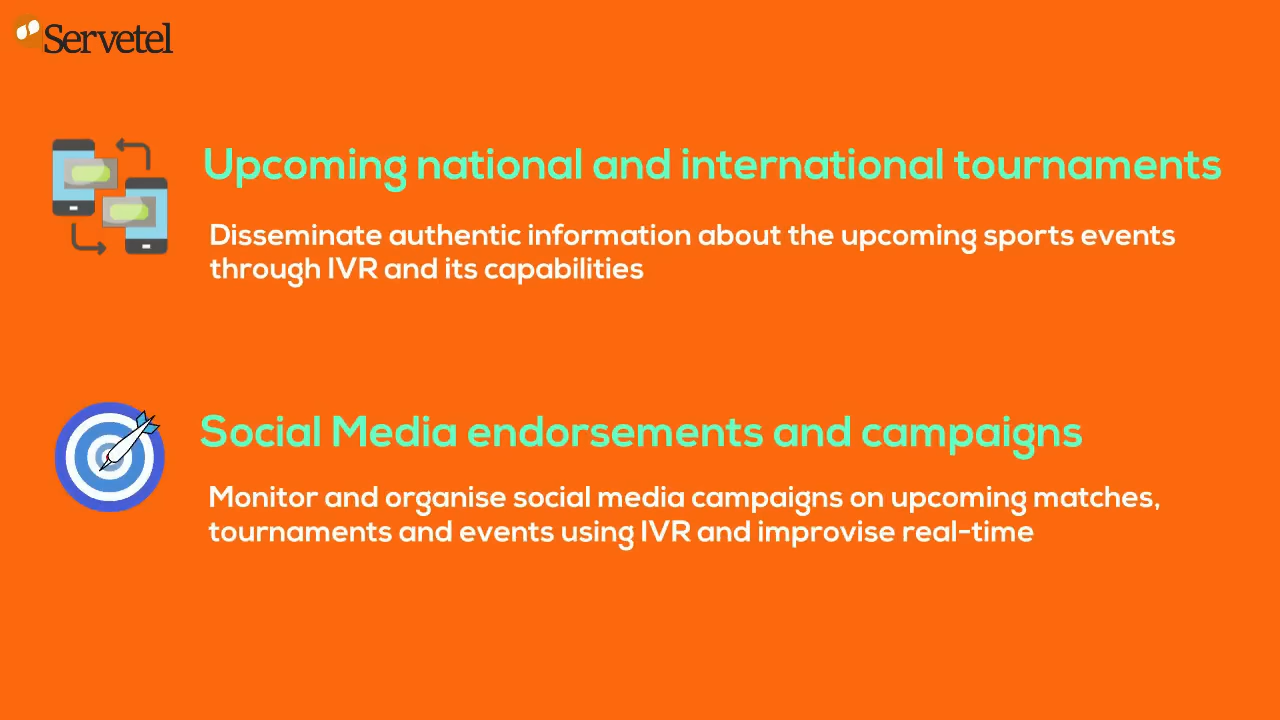 Servetel
Upcoming national and international tournaments
Disseminate authentic information about the upcoming sports events
through IVR and its capabilities
Social Media endorsements and campaigns
Monitor and organise social media campaigns on upcoming matches,
tournaments and events using IVR and improvise real-time